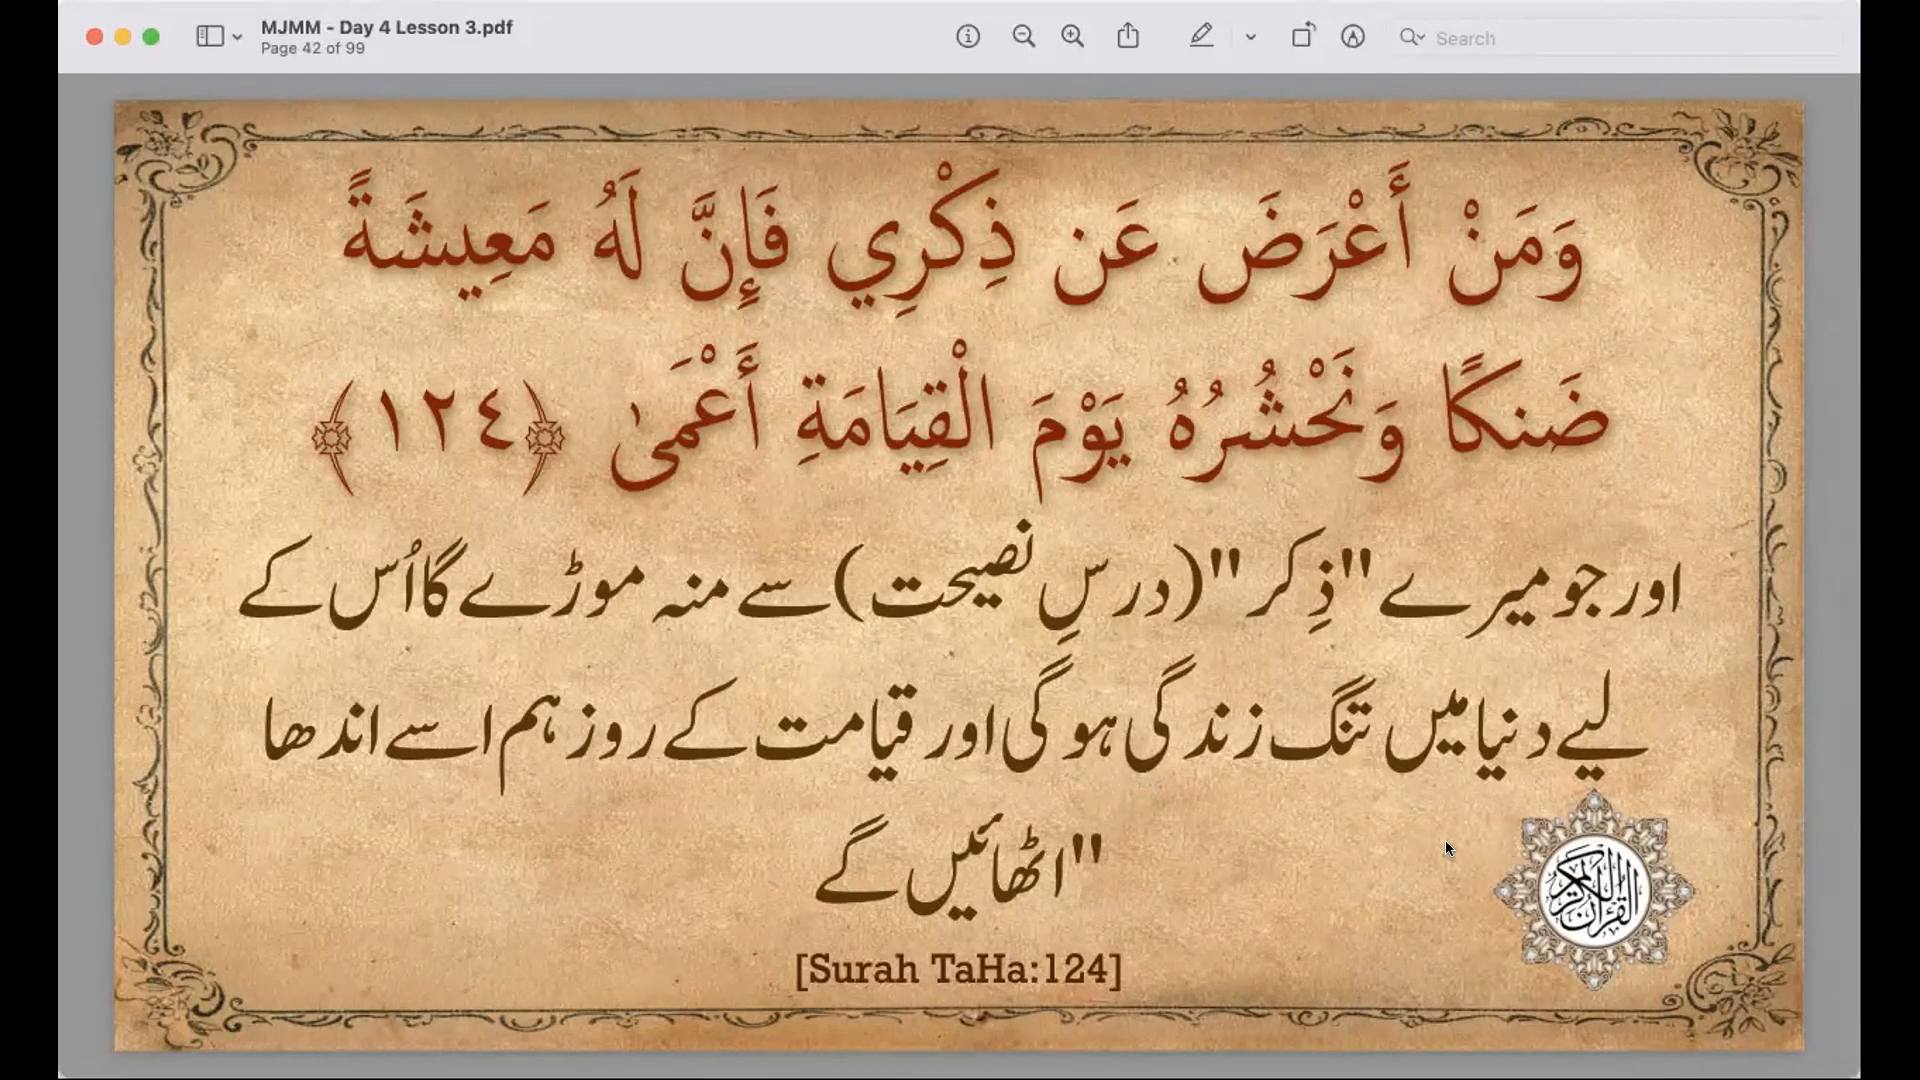 MJMM - Day 4 Lesson 3.pdf
Page 42 of 99
Search
وَمَنْ أَعْرَضَ عَن ذِكْرِي فَإِنَّ لَهُ مَعِيشَةً
ضَنكًا وَنَحْشُرُهُ يَوْمَ الْقِيَامَةِ أَعْمَىٰ ﴿١٢٤﴾
اور جو میرے "ذِکر" (درسِ نصیحت) سے منہ موڑے گا اُس کے
لیے دنیا میں تنگ زندگی ہو گی اور قیامت کے روز ہم اسے اندھا
"اٹھائیں گے
القرآن الكريم
[Surah TaHa:124]